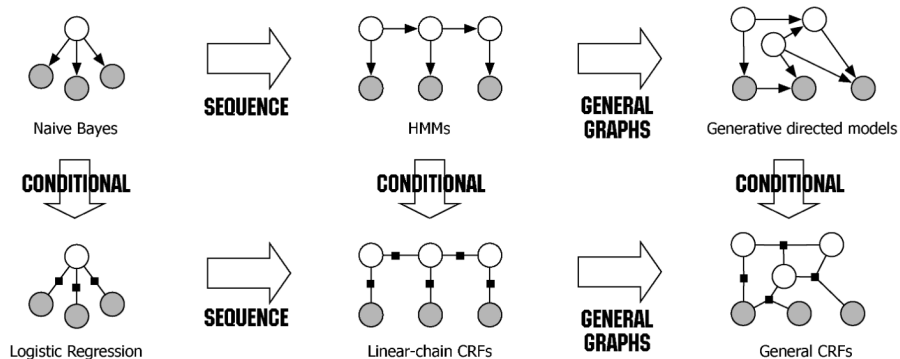 SEQUENCE
GENERAL
GRAPHS
Naive Bayes
HMMs
Generative directed models
CONDITIONAL
CONDITIONAL
CONDITIONAL
SEQUENCE
GENERAL
GRAPHS
Logistic Regression
Linear-chain CRFs
General CRFs